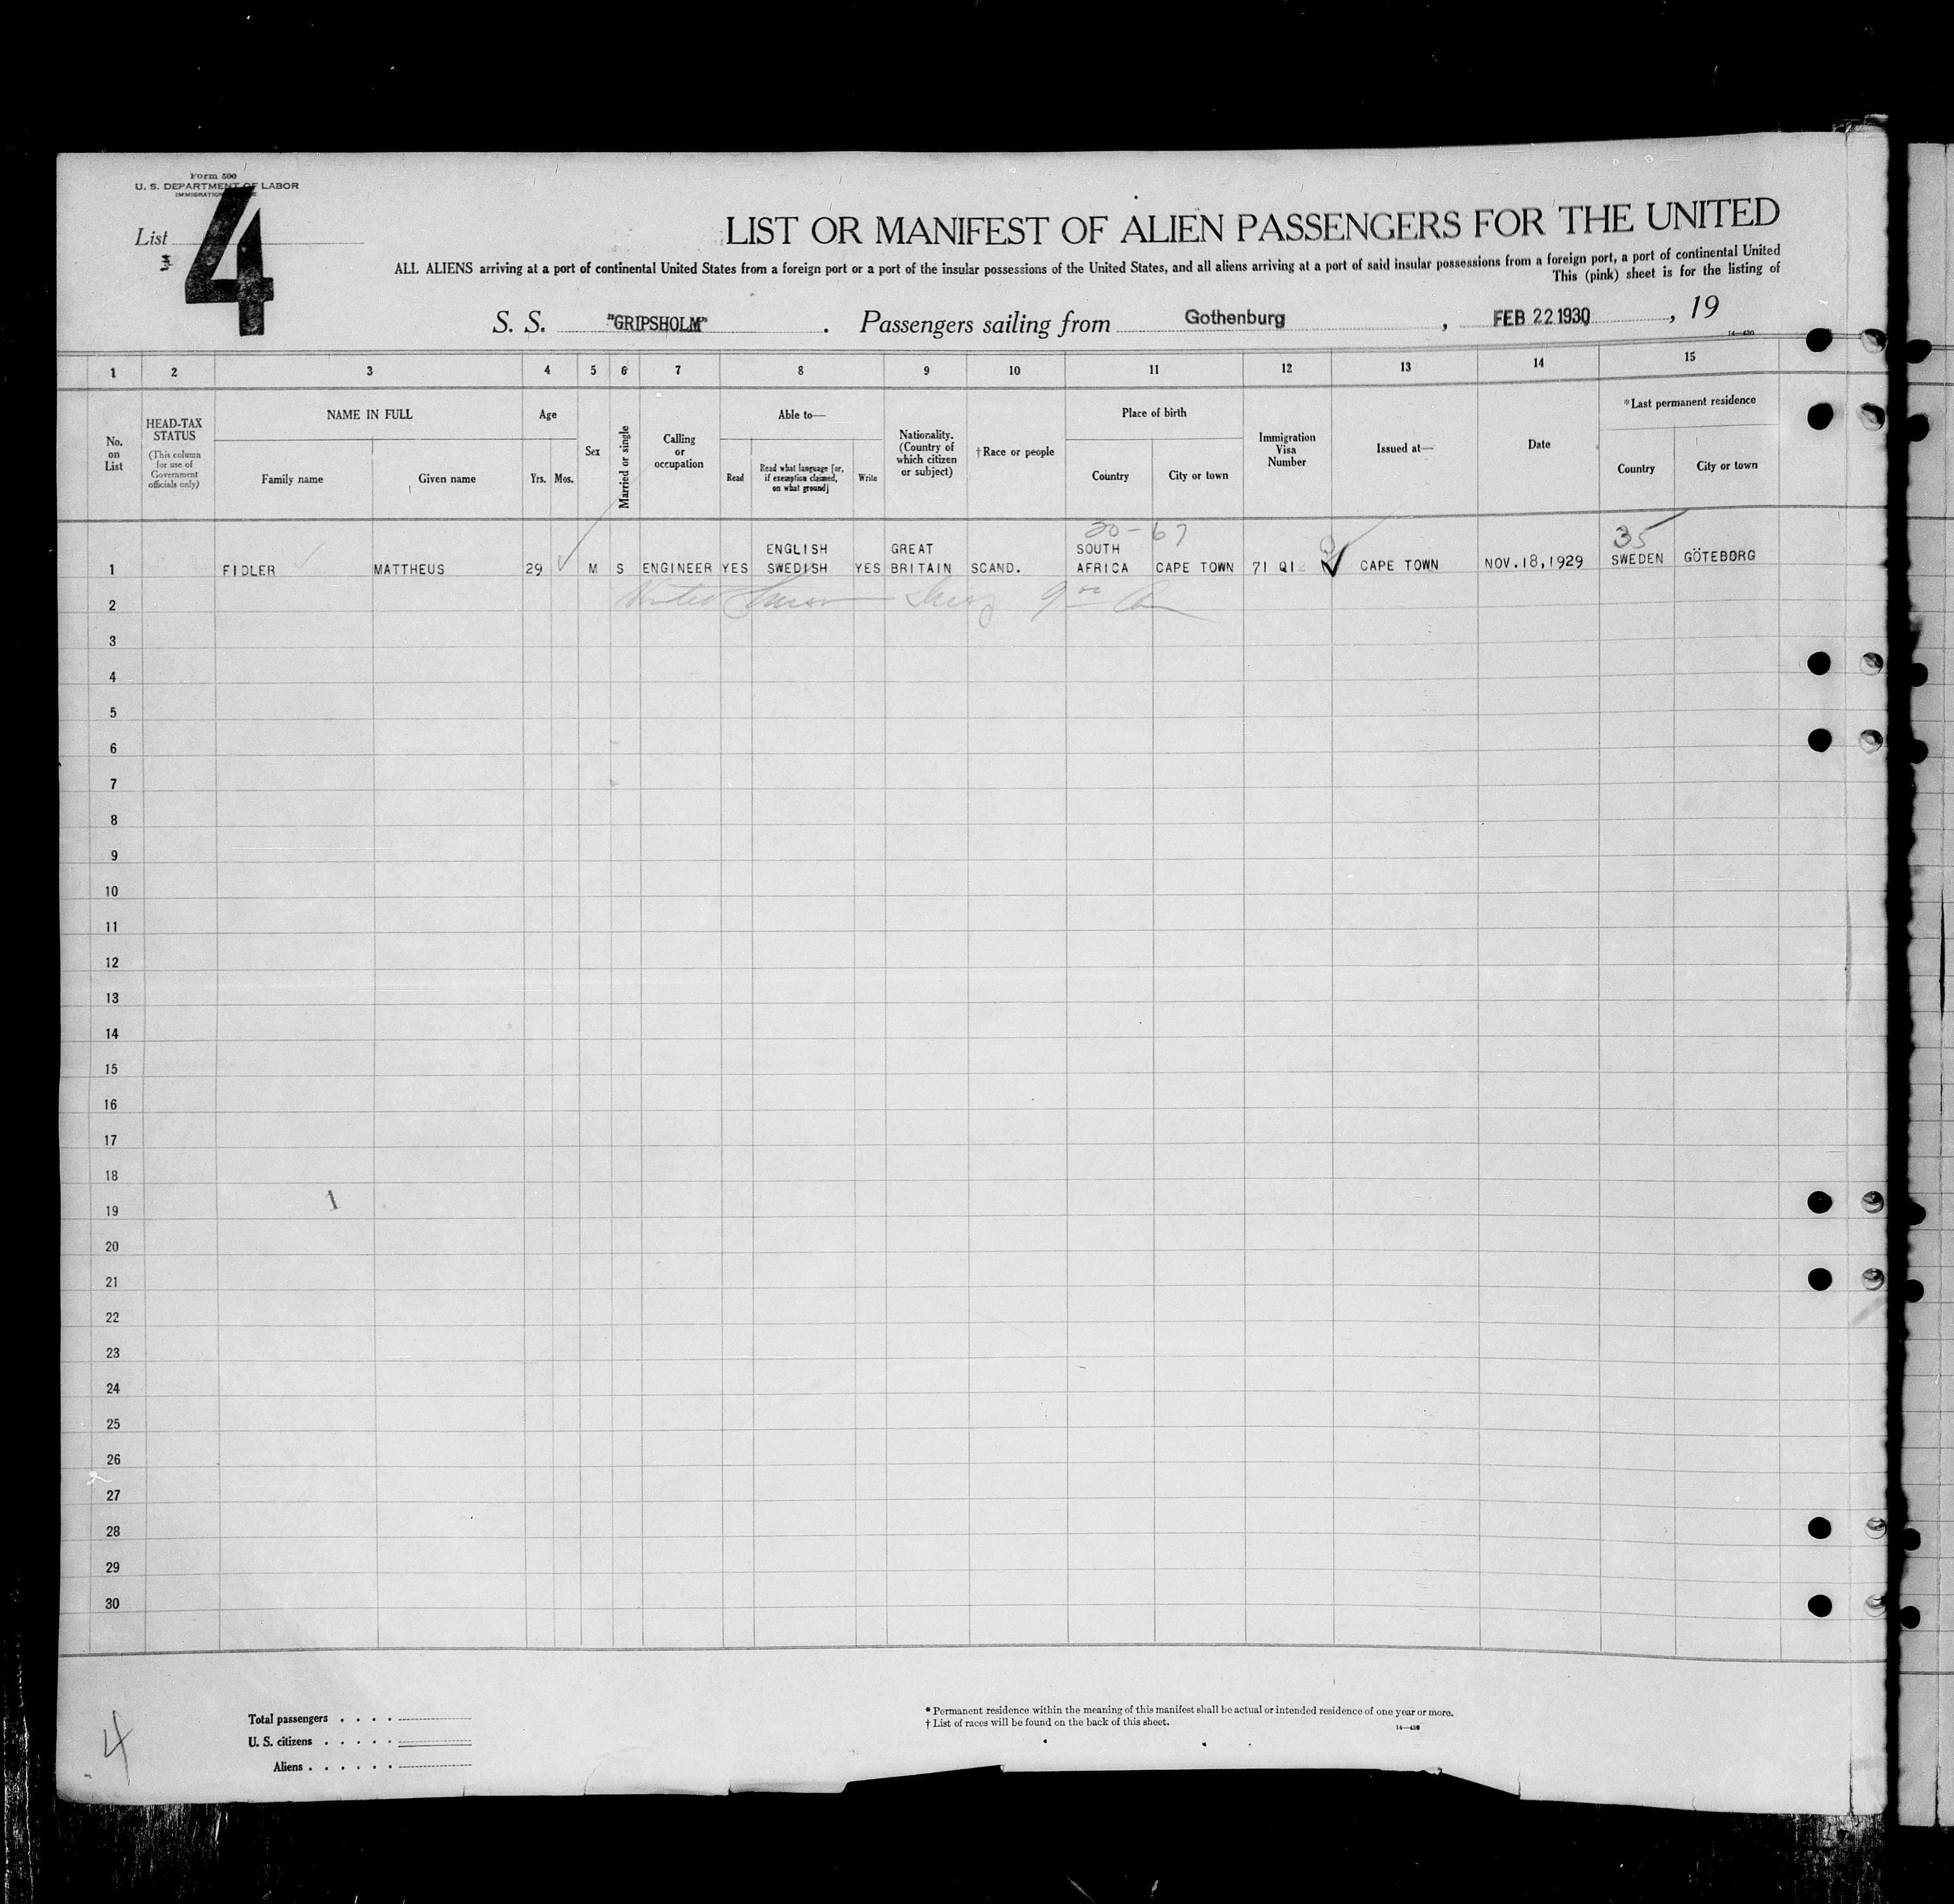 Form 500
U. S. DEPARTMENT OF LABOR
List
4
3
LIST OR MANIFEST OF ALIEN PASSENGERS FOR THE UNITED
ALL ALIENS arriving at a port of continental United States from a foreign port or a port of the insular possessions of the United States, and all aliens arriving at a port of said insular possessions from a foreign port, a port of continental United
This (pink) sheet is for the listing of
S. S. "GRIPSHOLM". Passengers sailing from Gothenburg, FEB 22 1930, 19
14—430
1 2 3 4 5 6 7 8 9 10 11 12 13 14 15
No. on List
HEAD-TAX STATUS
(This column for use of Government officials only)
NAME IN FULL
Family name Given name
Age
Yrs. Mos.
Sex
Married or single
Calling or occupation
Able to—
Read
Read what language [or, if exemption claimed, on what ground]
Write
Nationality. (Country of which citizen or subject)
†Race or people
Place of birth
Country City or town
Immigration Visa Number
Issued at—
Date
*Last permanent residence
Country City or town
20-67 35
1 FIDLER MATTHEUS 29 M S ENGINEER YES ENGLISH SWEDISH YES GREAT BRITAIN SCAND. SOUTH AFRICA CAPE TOWN 71 QI CAPE TOWN NOV.18,1929 SWEDEN GÖTEBORG
2
3
4
5
6
7
8
9
10
11
12
13
14
15
16
17
18
1
19
20
21
22
23
24
25
26
27
28
29
30
4
Total passengers . . . .
U. S. citizens . . . . .
Aliens . . . . . .
* Permanent residence within the meaning of this manifest shall be actual or intended residence of one year or more.
† List of races will be found on the back of this sheet.
14—430